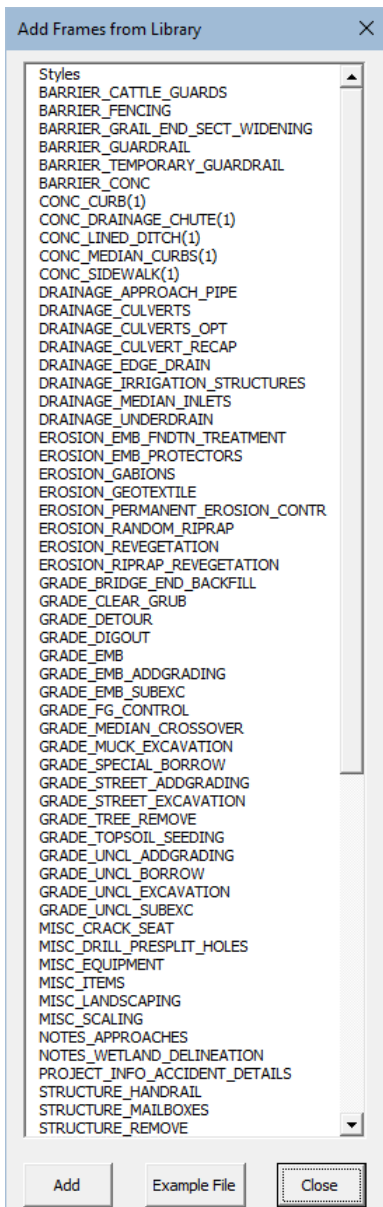 Add Frames from Library
Styles
BARRIER_CATTLE_GUARDS
BARRIER_FENCING
BARRIER_GRAIL_END_SECT_WIDENING
BARRIER_GUARDRAIL
BARRIER_TEMPORARY_GUARDRAIL
BARRIER_CONC
CONC_CURB(1)
CONC_DRAINAGE_CHUTE(1)
CONC_LINED_DITCH(1)
CONC_MEDIAN_CURBS(1)
CONC_SIDEWALK(1)
DRAINAGE_APPROACH_PIPE
DRAINAGE_CULVERTS
DRAINAGE_CULVERTS_OPT
DRAINAGE_CULVERT_RECAP
DRAINAGE_EDGE_DRAIN
DRAINAGE_IRRIGATION_STRUCTURES
DRAINAGE_MEDIAN_INLETS
DRAINAGE_UNDERDRAIN
EROSION_EMB_FNDTN_TREATMENT
EROSION_EMB_PROTECTORS
EROSION_GABIONS
EROSION_GEOTEXTILE
EROSION_PERMANENT_EROSION_CONTR
EROSION_RANDOM_RIPRAP
EROSION_REVEGETATION
EROSION_RIPRAP_REVEGETATION
GRADE_BRIDGE_END_BACKFILL
GRADE_CLEAR_GRUB
GRADE_DETOUR
GRADE_DIGOUT
GRADE_EMB
GRADE_EMB_ADDGRADING
GRADE_EMB_SUBEXC
GRADE_FG_CONTROL
GRADE_MEDIAN_CROSSOVER
GRADE_MUCK_EXCAVATION
GRADE_SPECIAL_BORROW
GRADE_STREET_ADDGRADING
GRADE_STREET_EXCAVATION
GRADE_TREE_REMOVE
GRADE_TOPSOIL_SEEDING
GRADE_UNCL_ADDGRADING
GRADE_UNCL_BORROW
GRADE_UNCL_EXCAVATION
GRADE_UNCL_SUBEXC
MISC_CRACK_SEAT
MISC_DRILL_PRESPLIT_HOLES
MISC_EQUIPMENT
MISC_ITEMS
MISC_LANDSCAPING
MISC_SCALING
NOTES_APPROACHES
NOTES_WETLAND_DELINEATION
PROJECT_INFO_ACCIDENT_DETAILS
STRUCTURE_HANDRAIL
STRUCTURE_MAILBOXES
STRUCTURE_REMOVE
Add Example File Close